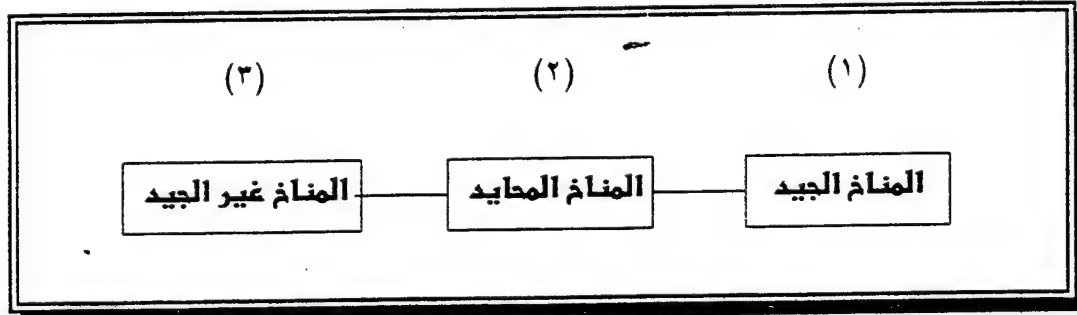 (١) (٢) (٣)
المناخ الجيد المناخ المحايد المناخ غير الجيد